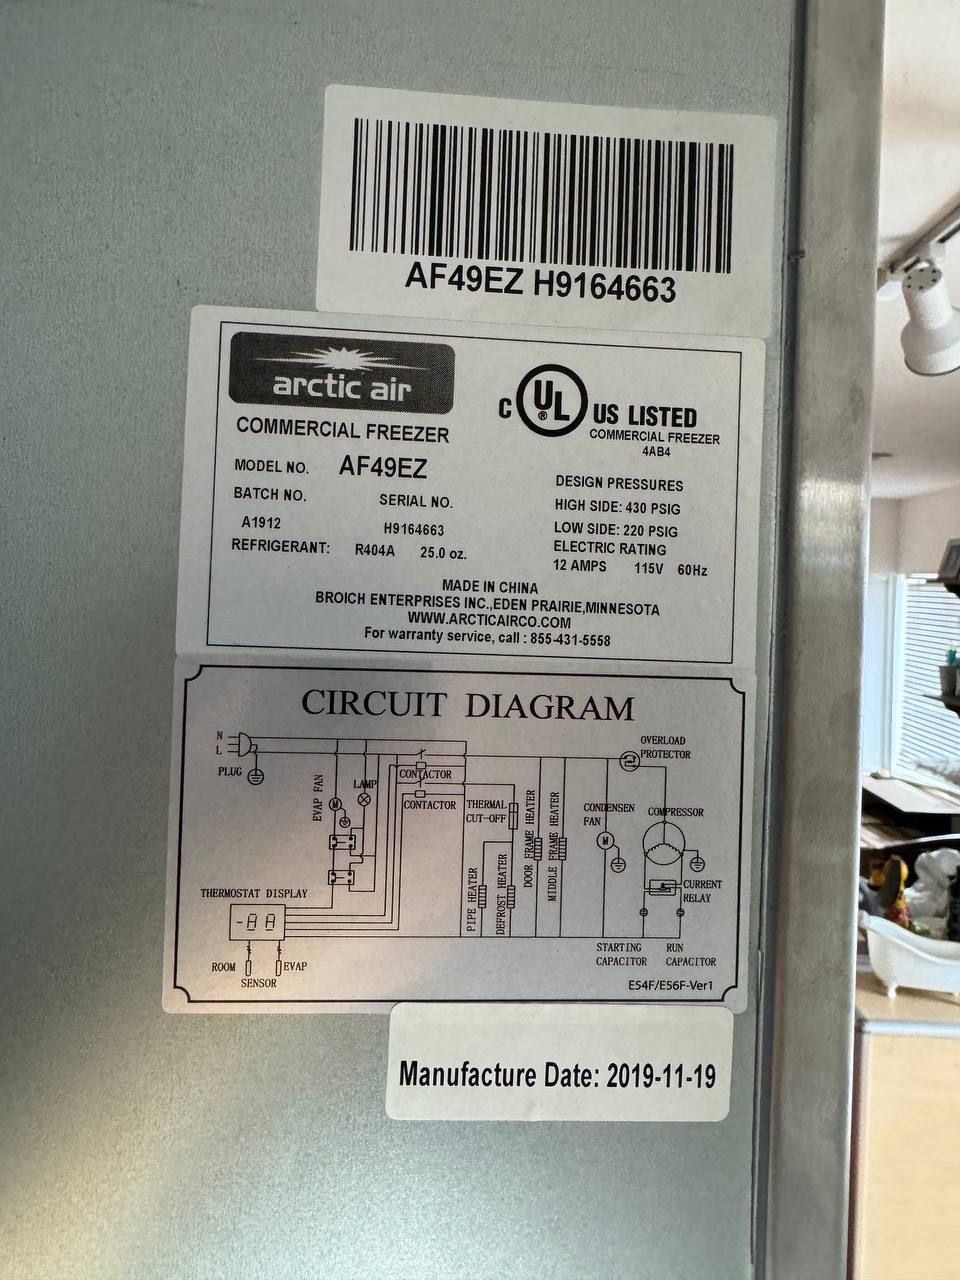 AF49EZ H9164663
arctic air
COMMERCIAL FREEZER
C UL ® US LISTED
COMMERCIAL FREEZER
4AB4
MODEL NO. AF49EZ
BATCH NO. SERIAL NO.
A1912 H9164663
REFRIGERANT: R404A 25.0 oz.
DESIGN PRESSURES
HIGH SIDE: 430 PSIG
LOW SIDE: 220 PSIG
ELECTRIC RATING
12 AMPS 115V 60Hz
MADE IN CHINA
BROICH ENTERPRISES INC.,EDEN PRAIRIE,MINNESOTA
WWW.ARCTICAIRCO.COM
For warranty service, call : 855-431-5558
CIRCUIT DIAGRAM
N
L
PLUG
EVAP FAN
M
LAMP
CONTACTOR
CONTACTOR
THERMAL
CUT-OFF
PIPE HEATER
DEFROST HEATER
DOOR FRAME HEATER
MIDDLE FRAME HEATER
CONDENSEN
FAN
M
OVERLOAD
PROTECTOR
COMPRESSOR
CURRENT
RELAY
STARTING
CAPACITOR
RUN
CAPACITOR
THERMOSTAT DISPLAY
ROOM
EVAP
SENSOR
E54F/E56F-Ver1
Manufacture Date: 2019-11-19